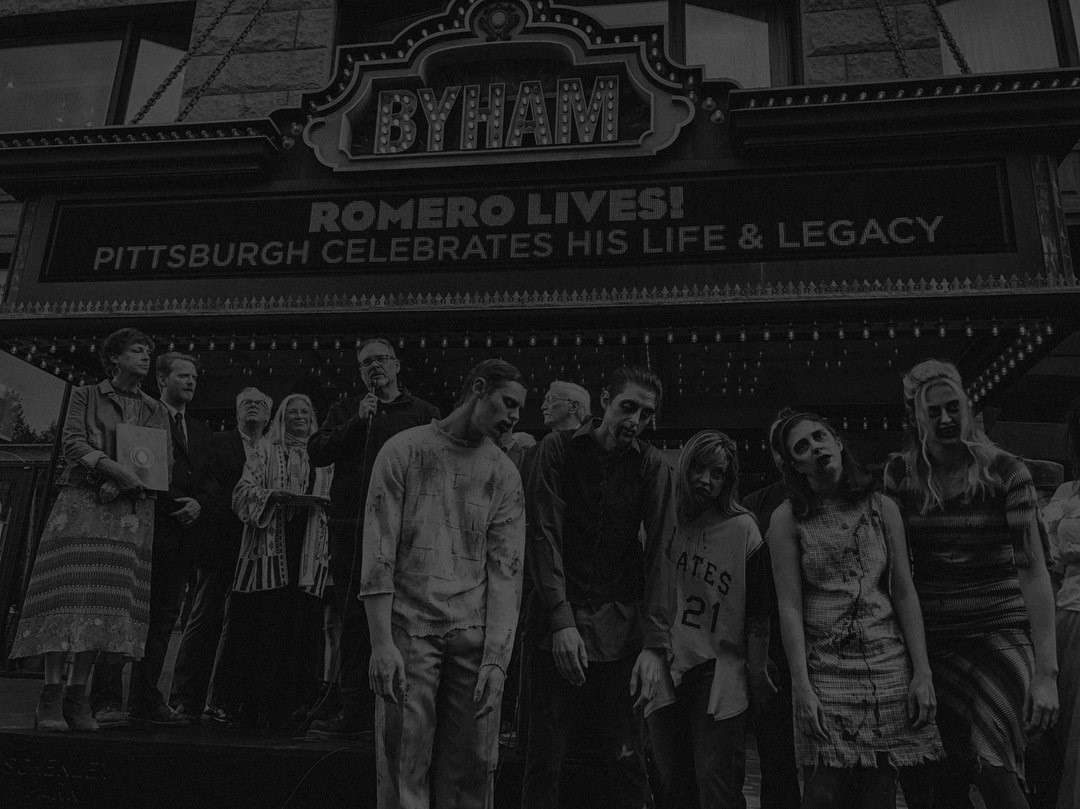 BYHAM
ROMERO LIVES!
PITTSBURGH CELEBRATES HIS LIFE & LEGACY
ATES
21